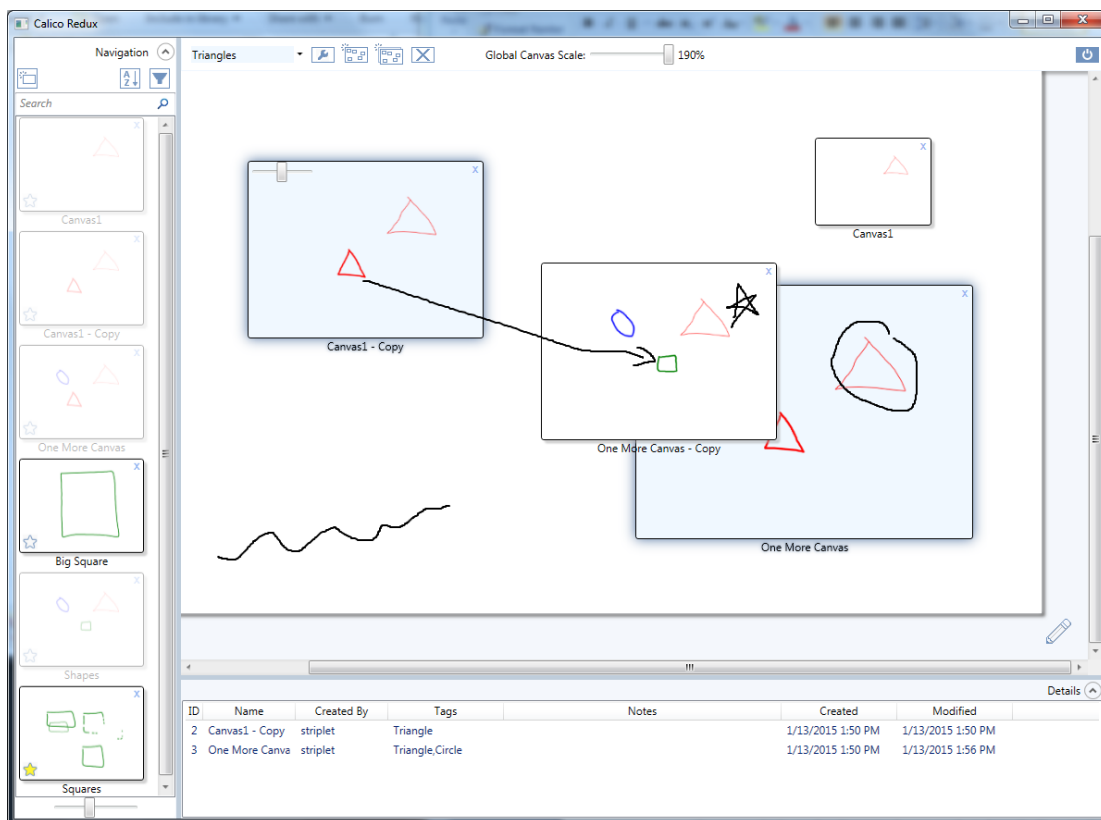 Calico Redux
Navigation
Triangles
Global Canvas Scale:
190%
A
Z
Search
x
Canvas1
x
Canvas1 - Copy
x
One More Canvas
x
Big Square
x
Shapes
x
Squares
x
Canvas1 - Copy
x
Canvas1
x
One More Canvas - Copy
x
One More Canvas
Details
ID Name Created By Tags Notes Created Modified
2 Canvas1 - Copy striplet Triangle 1/13/2015 1:50 PM 1/13/2015 1:50 PM
3 One More Canva striplet Triangle,Circle 1/13/2015 1:50 PM 1/13/2015 1:56 PM